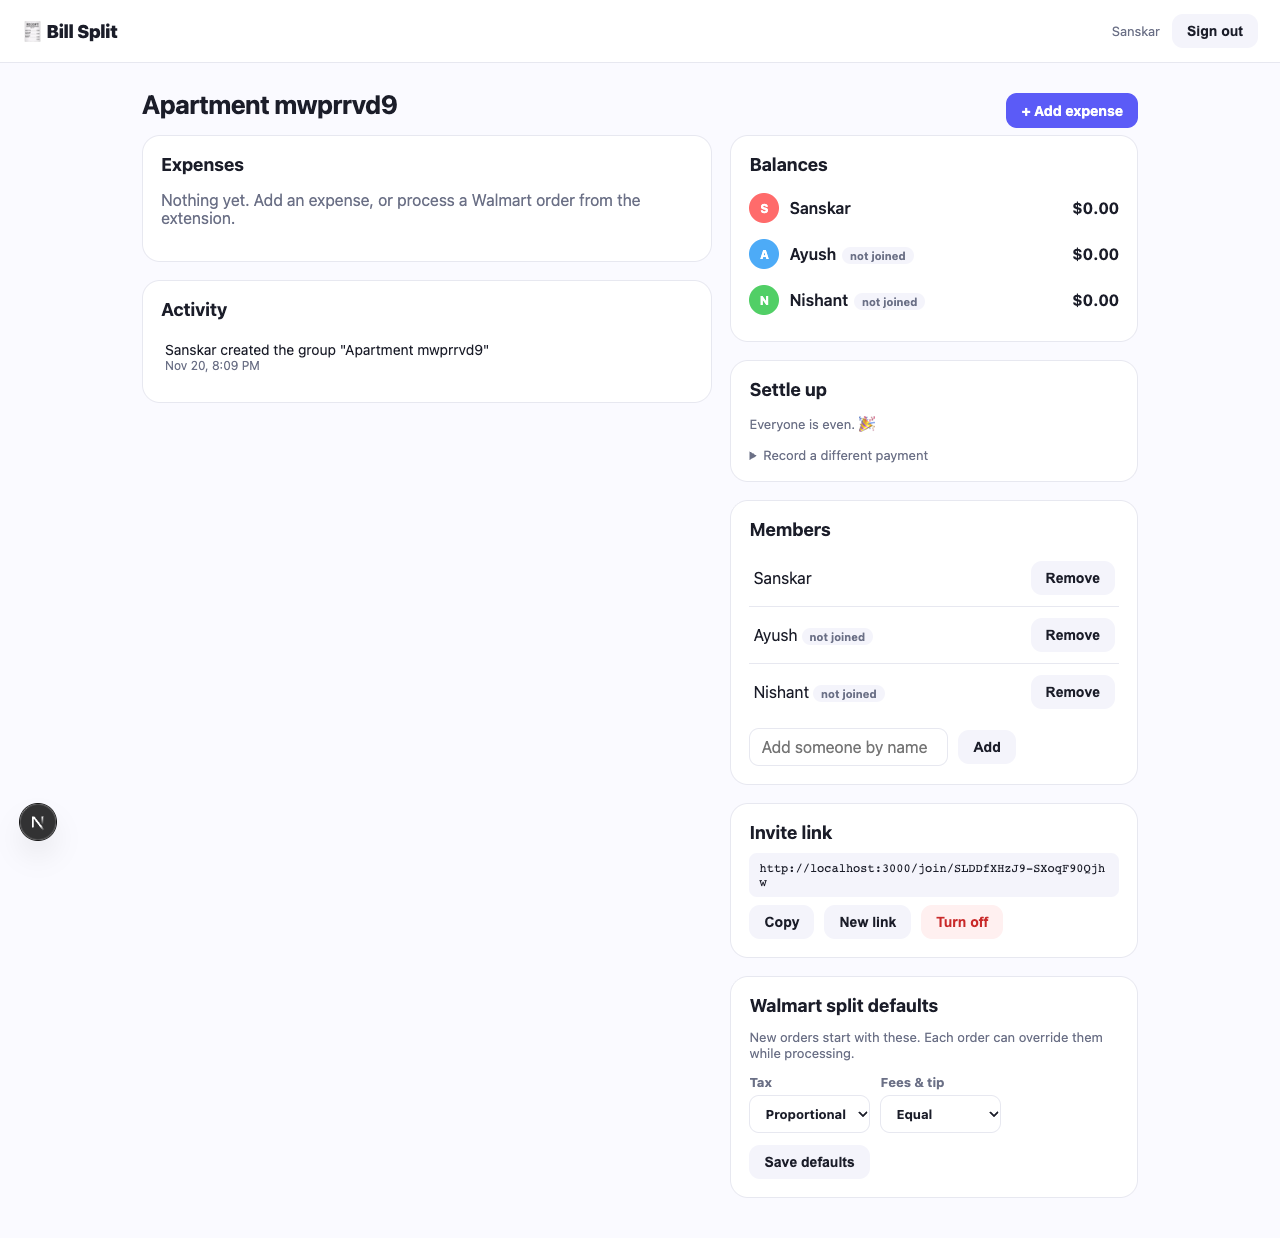 Bill Split
Sanskar
Sign out
Apartment mwprrvd9
+ Add expense
Expenses
Nothing yet. Add an expense, or process a Walmart order from the
extension.
Activity
Sanskar created the group "Apartment mwprrvd9"
Nov 20, 8:09 PM
Balances
S Sanskar $0.00
A Ayush not joined $0.00
N Nishant not joined $0.00
Settle up
Everyone is even. 🎉
Record a different payment
Members
Sanskar Remove
Ayush not joined Remove
Nishant not joined Remove
Add someone by name Add
Invite link
http://localhost:3000/join/SLDDfXHzJ9-SXoqF90Qjh
w
Copy New link Turn off
Walmart split defaults
New orders start with these. Each order can override them
while processing.
Tax Fees & tip
Proportional Equal
Save defaults
N